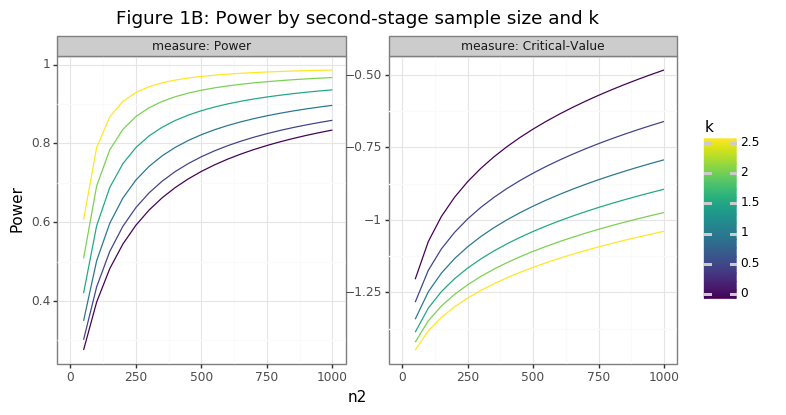 Figure 1B: Power by second-stage sample size and k
measure: Power
measure: Critical-Value
Power
1
0.8
0.6
0.4
−0.50
−0.75
−1
−1.25
0 250 500 750 1000
0 250 500 750 1000
n2
k
2.5
2
1.5
1
0.5
0